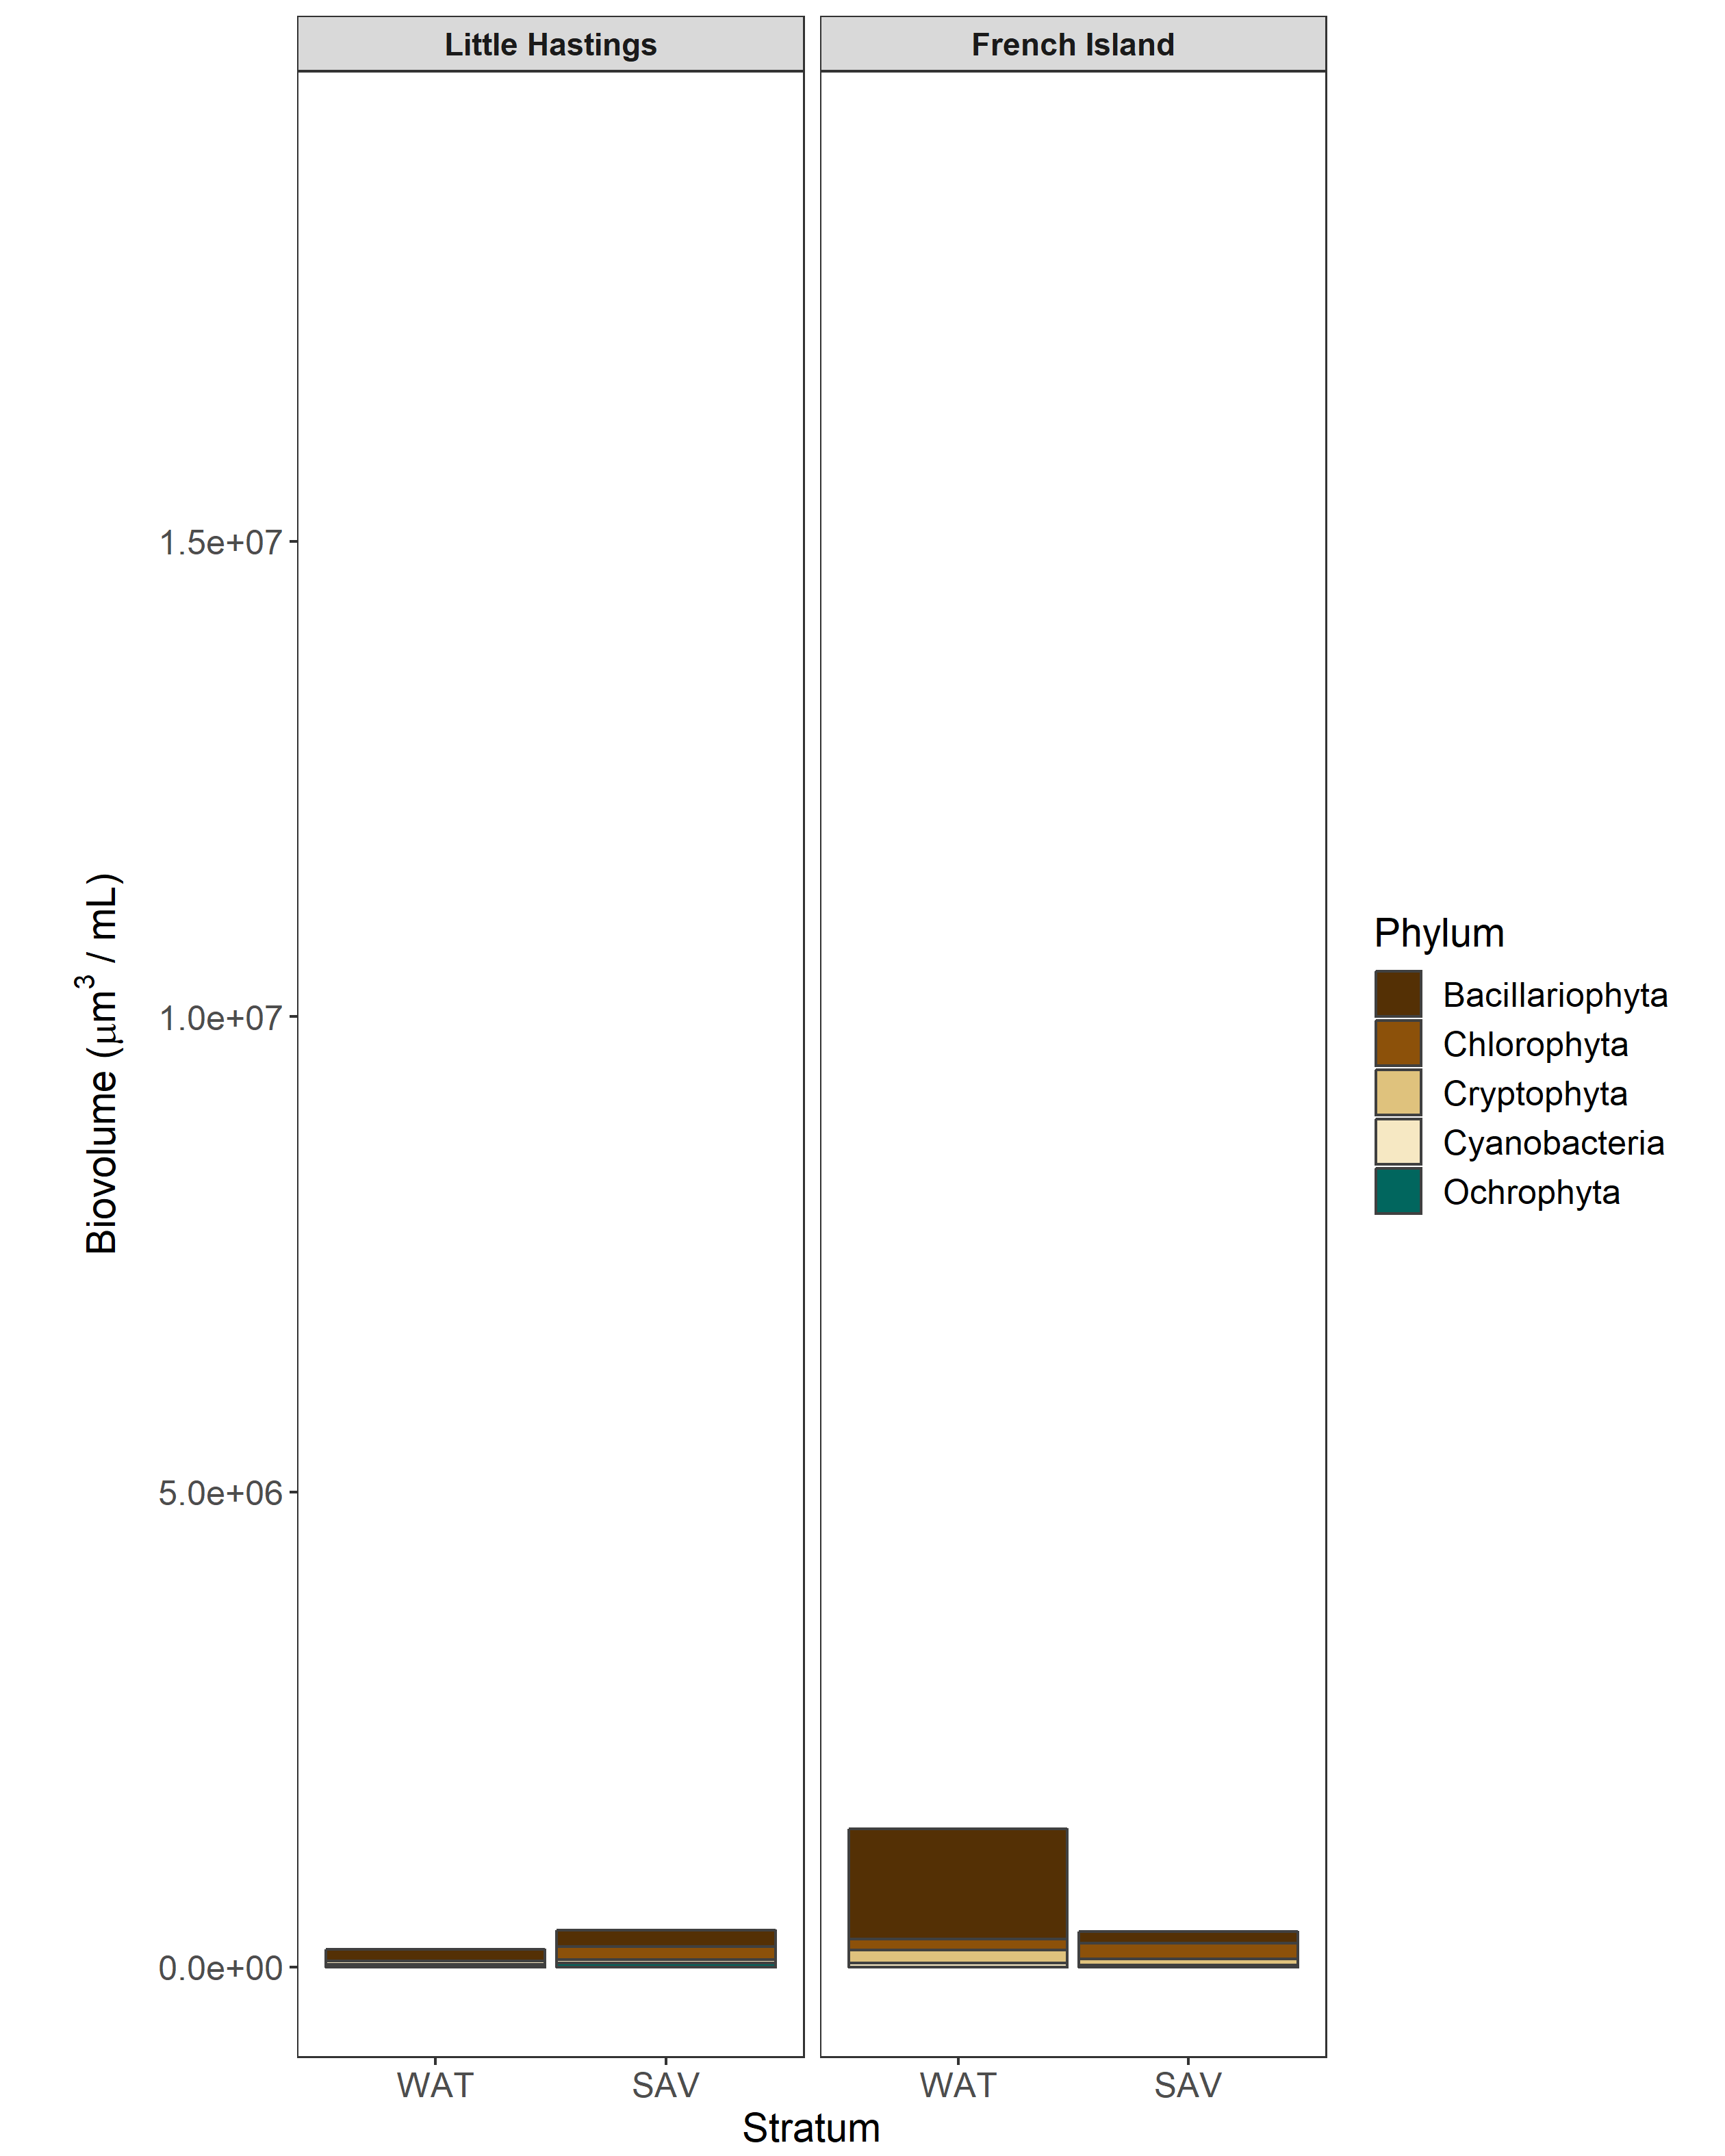 Little Hastings
French Island
1.5e+07
1.0e+07
5.0e+06
0.0e+00
Biovolume (μm³ / mL)
WAT
SAV
WAT
SAV
Stratum
Phylum
Bacillariophyta
Chlorophyta
Cryptophyta
Cyanobacteria
Ochrophyta